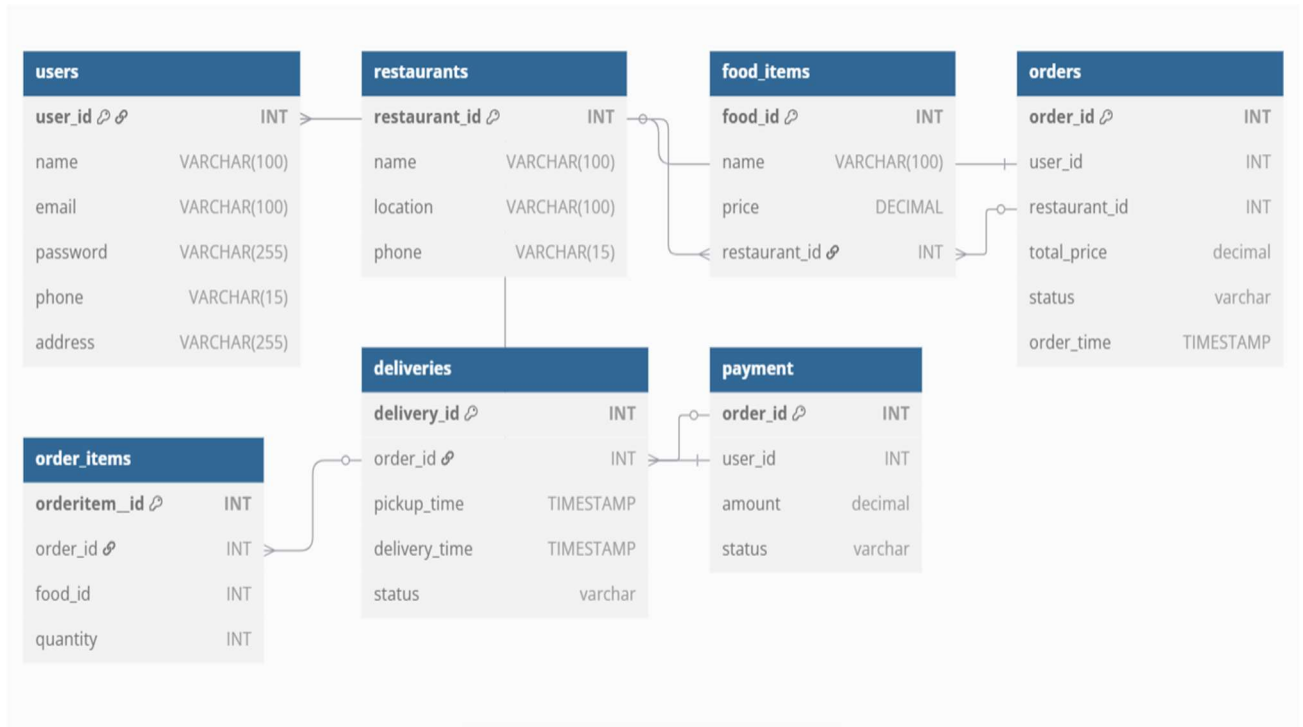 users
user_id INT
name VARCHAR(100)
email VARCHAR(100)
password VARCHAR(255)
phone VARCHAR(15)
address VARCHAR(255)
restaurants
restaurant_id INT
name VARCHAR(100)
location VARCHAR(100)
phone VARCHAR(15)
food_items
food_id INT
name VARCHAR(100)
price DECIMAL
restaurant_id INT
orders
order_id INT
user_id INT
restaurant_id INT
total_price decimal
status varchar
order_time TIMESTAMP
order_items
orderitem__id INT
order_id INT
food_id INT
quantity INT
deliveries
delivery_id INT
order_id INT
pickup_time TIMESTAMP
delivery_time TIMESTAMP
status varchar
payment
order_id INT
user_id INT
amount decimal
status varchar